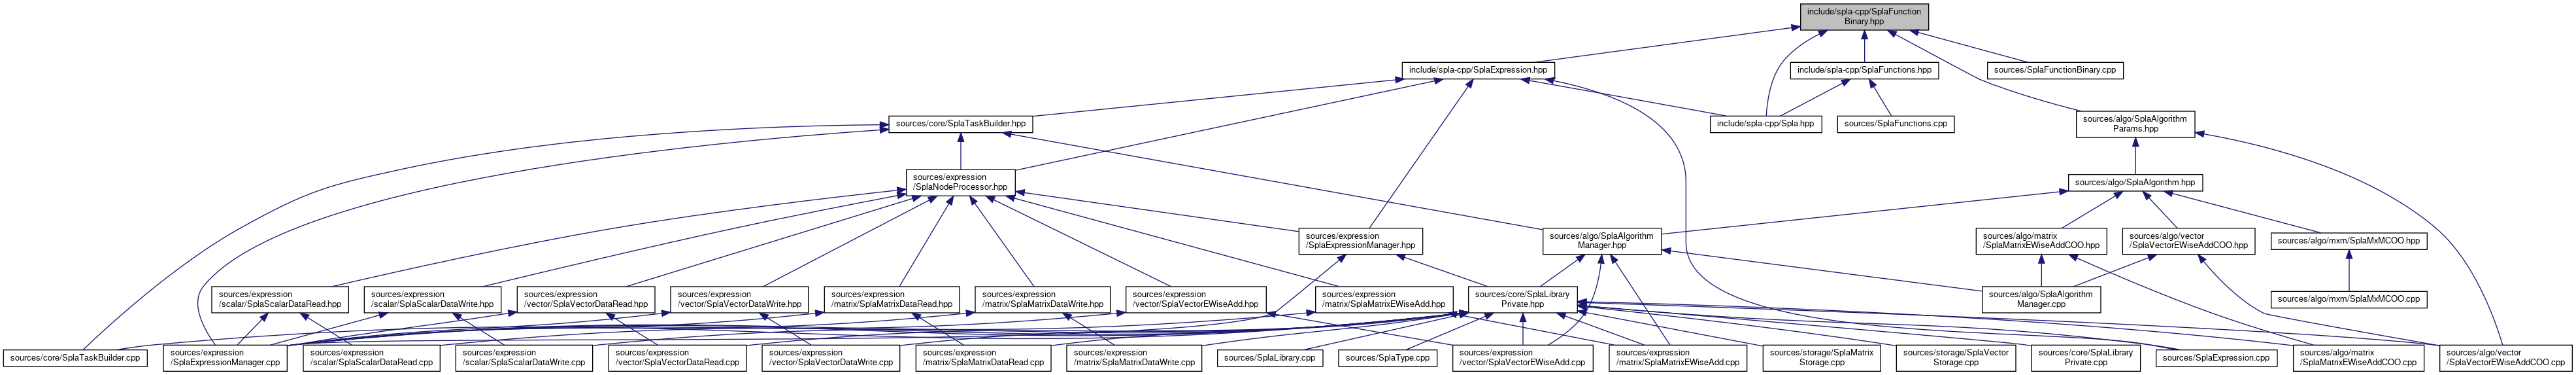 include/spla-cpp/SplaFunction
Binary.hpp
include/spla-cpp/SplaExpression.hpp
include/spla-cpp/SplaFunctions.hpp
sources/SplaFunctionBinary.cpp
sources/core/SplaTaskBuilder.hpp
include/spla-cpp/Spla.hpp
sources/SplaFunctions.cpp
sources/algo/SplaAlgorithm
Params.hpp
sources/expression
/SplaNodeProcessor.hpp
sources/algo/SplaAlgorithm.hpp
sources/expression
/SplaExpressionManager.hpp
sources/algo/SplaAlgorithm
Manager.hpp
sources/algo/matrix
/SplaMatrixEWiseAddCOO.hpp
sources/algo/vector
/SplaVectorEWiseAddCOO.hpp
sources/algo/mxm/SplaMxMCOO.hpp
sources/expression
/scalar/SplaScalarDataRead.hpp
sources/expression
/scalar/SplaScalarDataWrite.hpp
sources/expression
/vector/SplaVectorDataRead.hpp
sources/expression
/vector/SplaVectorDataWrite.hpp
sources/expression
/matrix/SplaMatrixDataRead.hpp
sources/expression
/matrix/SplaMatrixDataWrite.hpp
sources/expression
/vector/SplaVectorEWiseAdd.hpp
sources/expression
/matrix/SplaMatrixEWiseAdd.hpp
sources/core/SplaLibrary
Private.hpp
sources/algo/SplaAlgorithm
Manager.cpp
sources/algo/mxm/SplaMxMCOO.cpp
sources/core/SplaTaskBuilder.cpp
sources/expression
/SplaExpressionManager.cpp
sources/expression
/scalar/SplaScalarDataRead.cpp
sources/expression
/scalar/SplaScalarDataWrite.cpp
sources/expression
/vector/SplaVectorDataRead.cpp
sources/expression
/vector/SplaVectorDataWrite.cpp
sources/expression
/matrix/SplaMatrixDataRead.cpp
sources/expression
/matrix/SplaMatrixDataWrite.cpp
sources/SplaLibrary.cpp
sources/SplaType.cpp
sources/expression
/vector/SplaVectorEWiseAdd.cpp
sources/expression
/matrix/SplaMatrixEWiseAdd.cpp
sources/storage/SplaMatrix
Storage.cpp
sources/storage/SplaVector
Storage.cpp
sources/core/SplaLibrary
Private.cpp
sources/SplaExpression.cpp
sources/algo/matrix
/SplaMatrixEWiseAddCOO.cpp
sources/algo/vector
/SplaVectorEWiseAddCOO.cpp